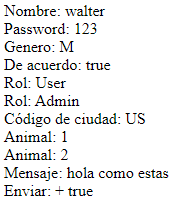 Nombre: walter
Password: 123
Genero: M
De acuerdo: true
Rol: User
Rol: Admin
Código de ciudad: US
Animal: 1
Animal: 2
Mensaje: hola como estas
Enviar: + true